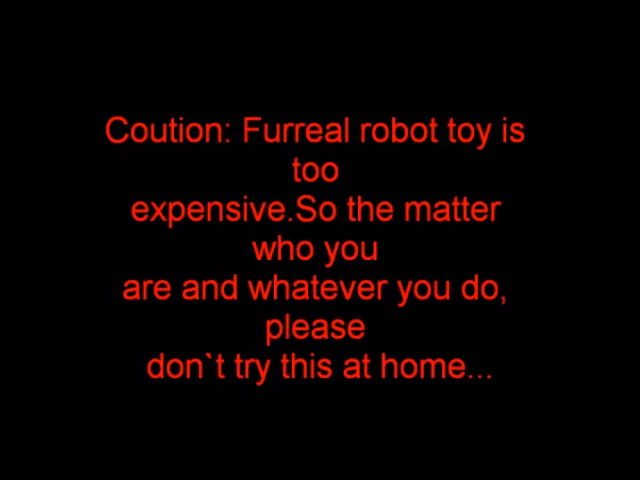 Coution: Furreal robot toy is
too
expensive.So the matter
who you
are and whatever you do,
please
don`t try this at home...